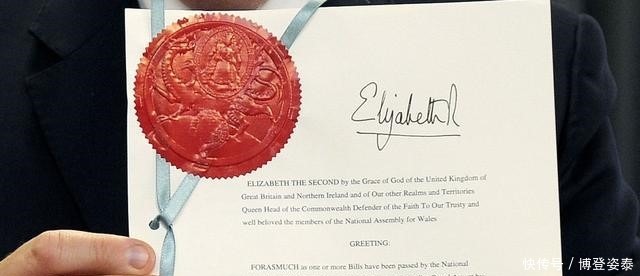 Elizabeth R
ELIZABETH THE SECOND by the Grace of God of the United Kingdom of
Great Britain and Northern Ireland and of Our other Realms and Territories
Queen Head of the Commonwealth Defender of the Faith To Our Trusty and
well beloved the members of the National Assembly for Wales
GREETING:
FORASMUCH as one or more Bills have been passed by the National
快传号 / 博登姿泰